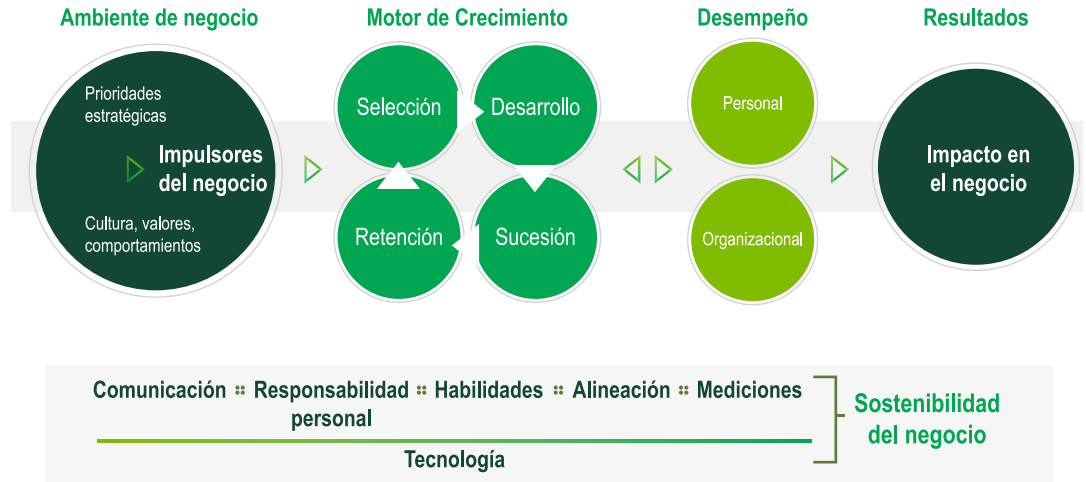 Ambiente de negocio
Motor de Crecimiento
Desempeño
Resultados
Prioridades
estratégicas
Impulsores
del negocio
Cultura, valores,
comportamientos
Selección
Desarrollo
Retención
Sucesión
Personal
Organizacional
Impacto en
el negocio
Comunicación :: Responsabilidad :: Habilidades :: Alineación :: Mediciones
personal
Tecnología
Sostenibilidad
del negocio